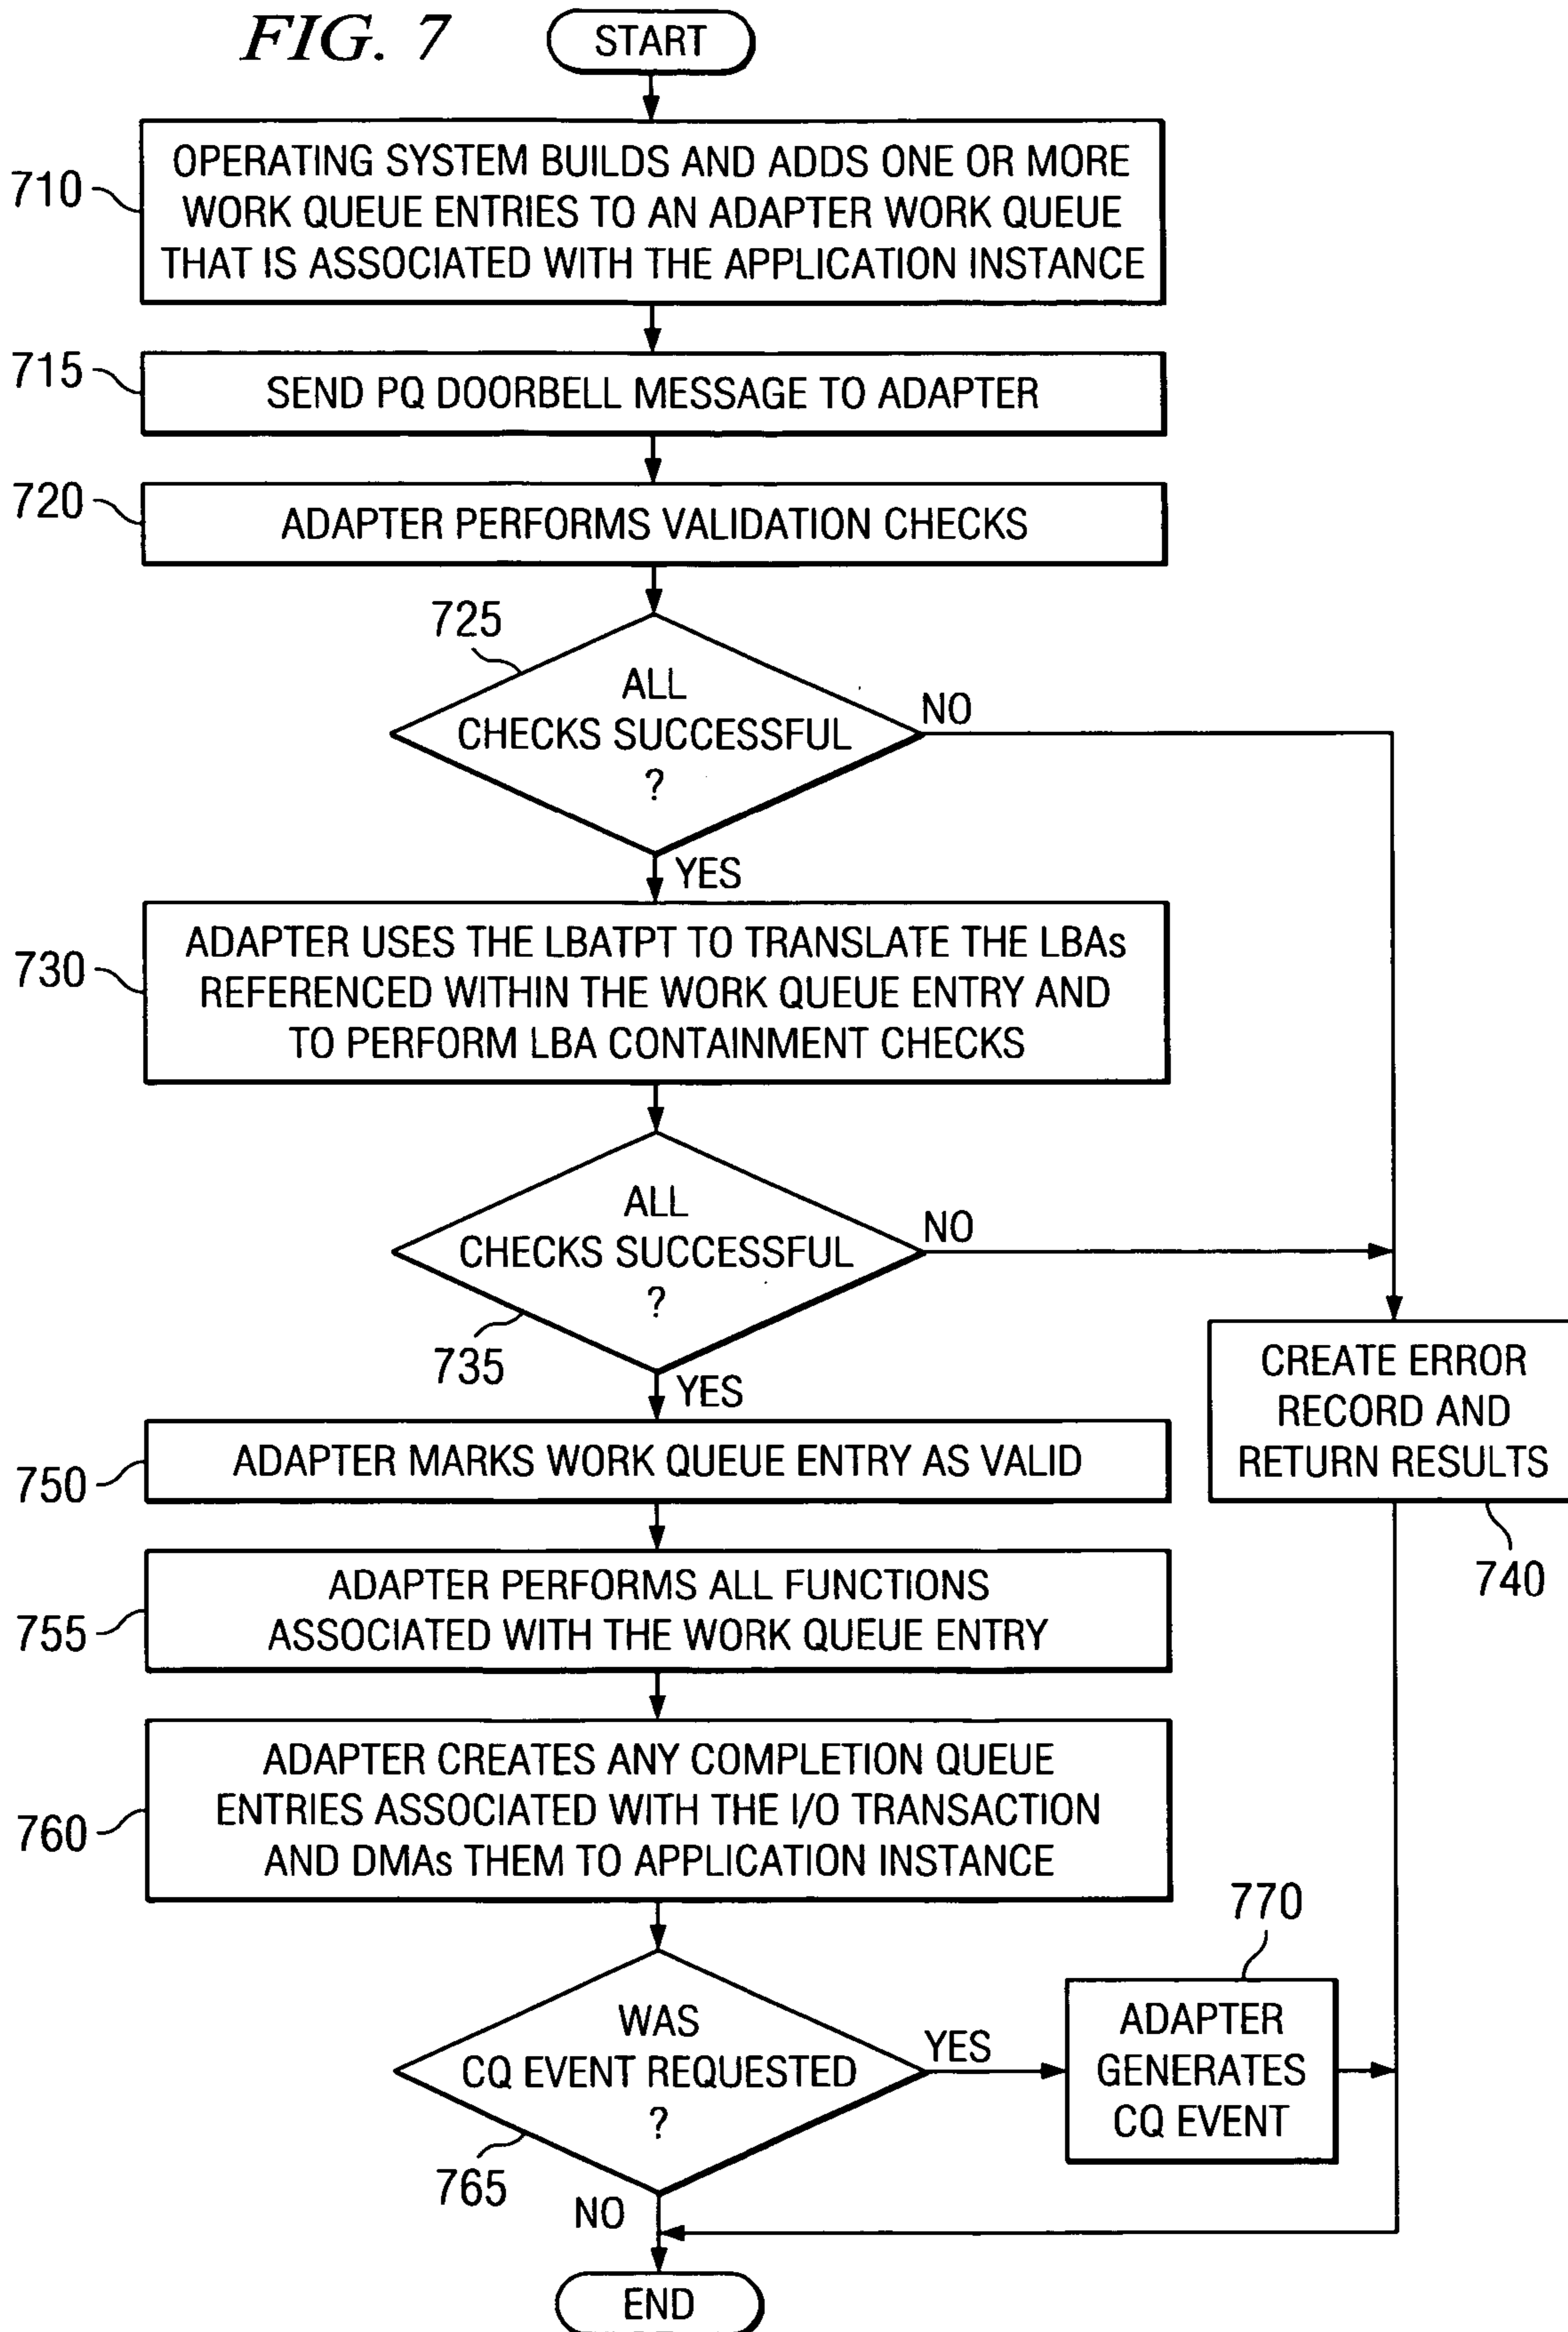 FIG. 7
START
710
OPERATING SYSTEM BUILDS AND ADDS ONE OR MORE
WORK QUEUE ENTRIES TO AN ADAPTER WORK QUEUE
THAT IS ASSOCIATED WITH THE APPLICATION INSTANCE
715
SEND PQ DOORBELL MESSAGE TO ADAPTER
720
ADAPTER PERFORMS VALIDATION CHECKS
725
ALL
CHECKS SUCCESSFUL
?
NO
YES
730
ADAPTER USES THE LBATPT TO TRANSLATE THE LBAs
REFERENCED WITHIN THE WORK QUEUE ENTRY AND
TO PERFORM LBA CONTAINMENT CHECKS
ALL
CHECKS SUCCESSFUL
?
NO
735
YES
CREATE ERROR
RECORD AND
RETURN RESULTS
740
750
ADAPTER MARKS WORK QUEUE ENTRY AS VALID
755
ADAPTER PERFORMS ALL FUNCTIONS
ASSOCIATED WITH THE WORK QUEUE ENTRY
760
ADAPTER CREATES ANY COMPLETION QUEUE
ENTRIES ASSOCIATED WITH THE I/O TRANSACTION
AND DMAs THEM TO APPLICATION INSTANCE
WAS
CQ EVENT REQUESTED
?
765
YES
770
ADAPTER
GENERATES
CQ EVENT
NO
END